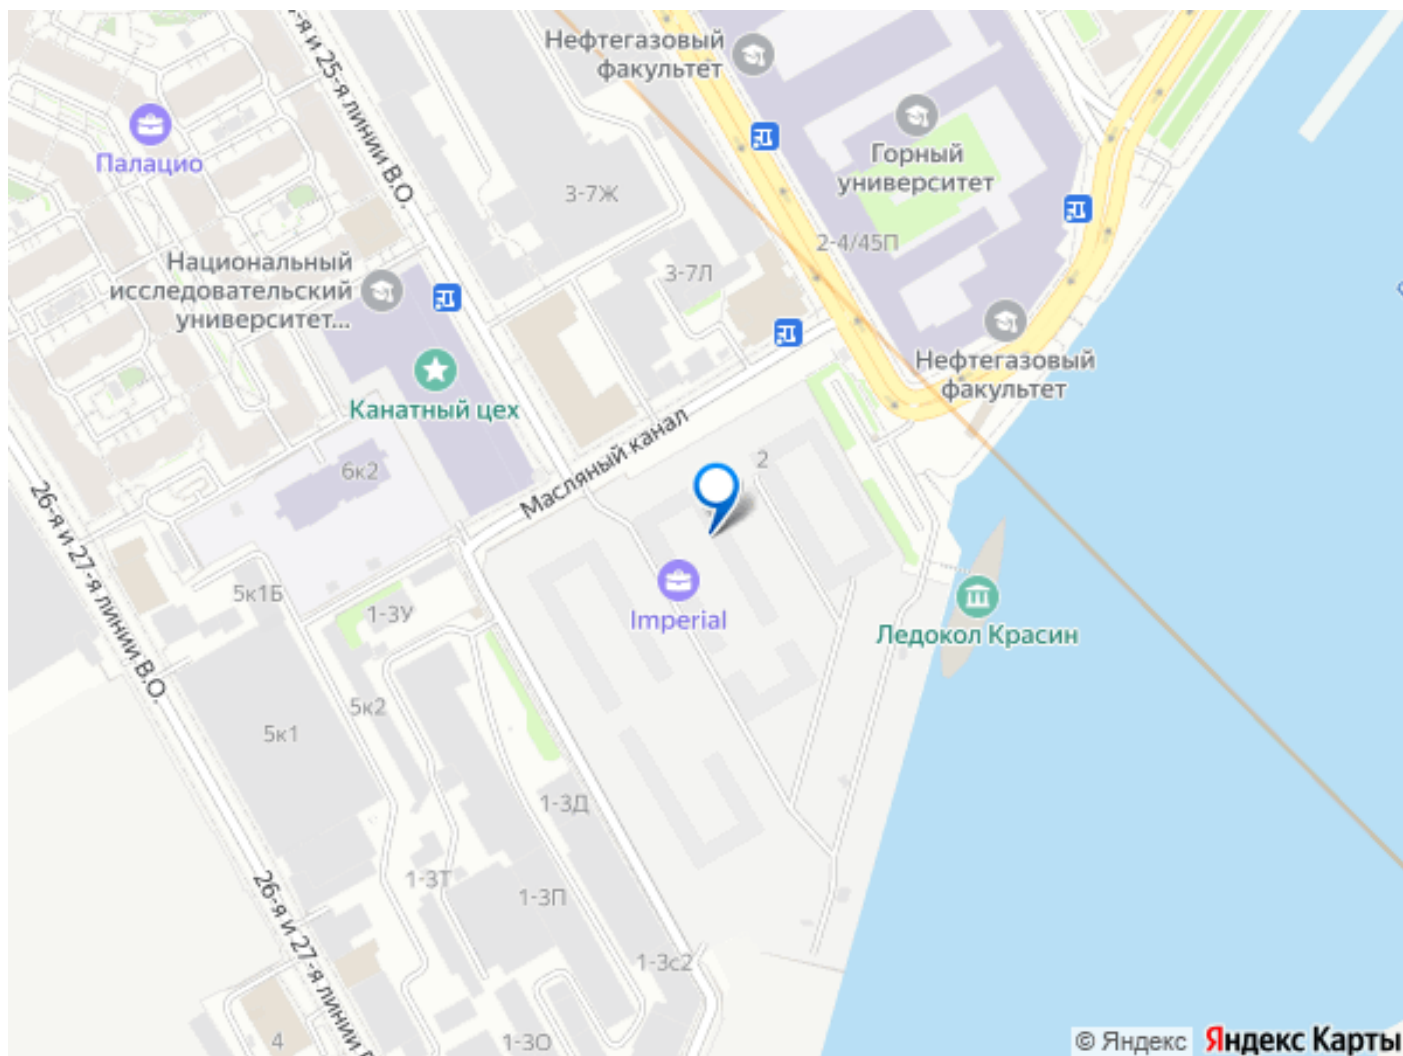 Нефтегазовый
факультет
-я и 25-я линии В.О.
Палацио
Горный
университет
3-7Ж
2-4/45П
3-7Л
Национальный
исследовательский
университет...
Нефтегазовый
факультет
Канатный цех
Масляный канал
2
6к2
26-я и 27-я линии В.О.
5к1Б
1-3У
Imperial
Ледокол Красин
5к2
5к1
1-3Д
1-3Т
1-3П
26-я и 27-я линии
1-3с2
4
1-3О
© Яндекс Яндекс Карты